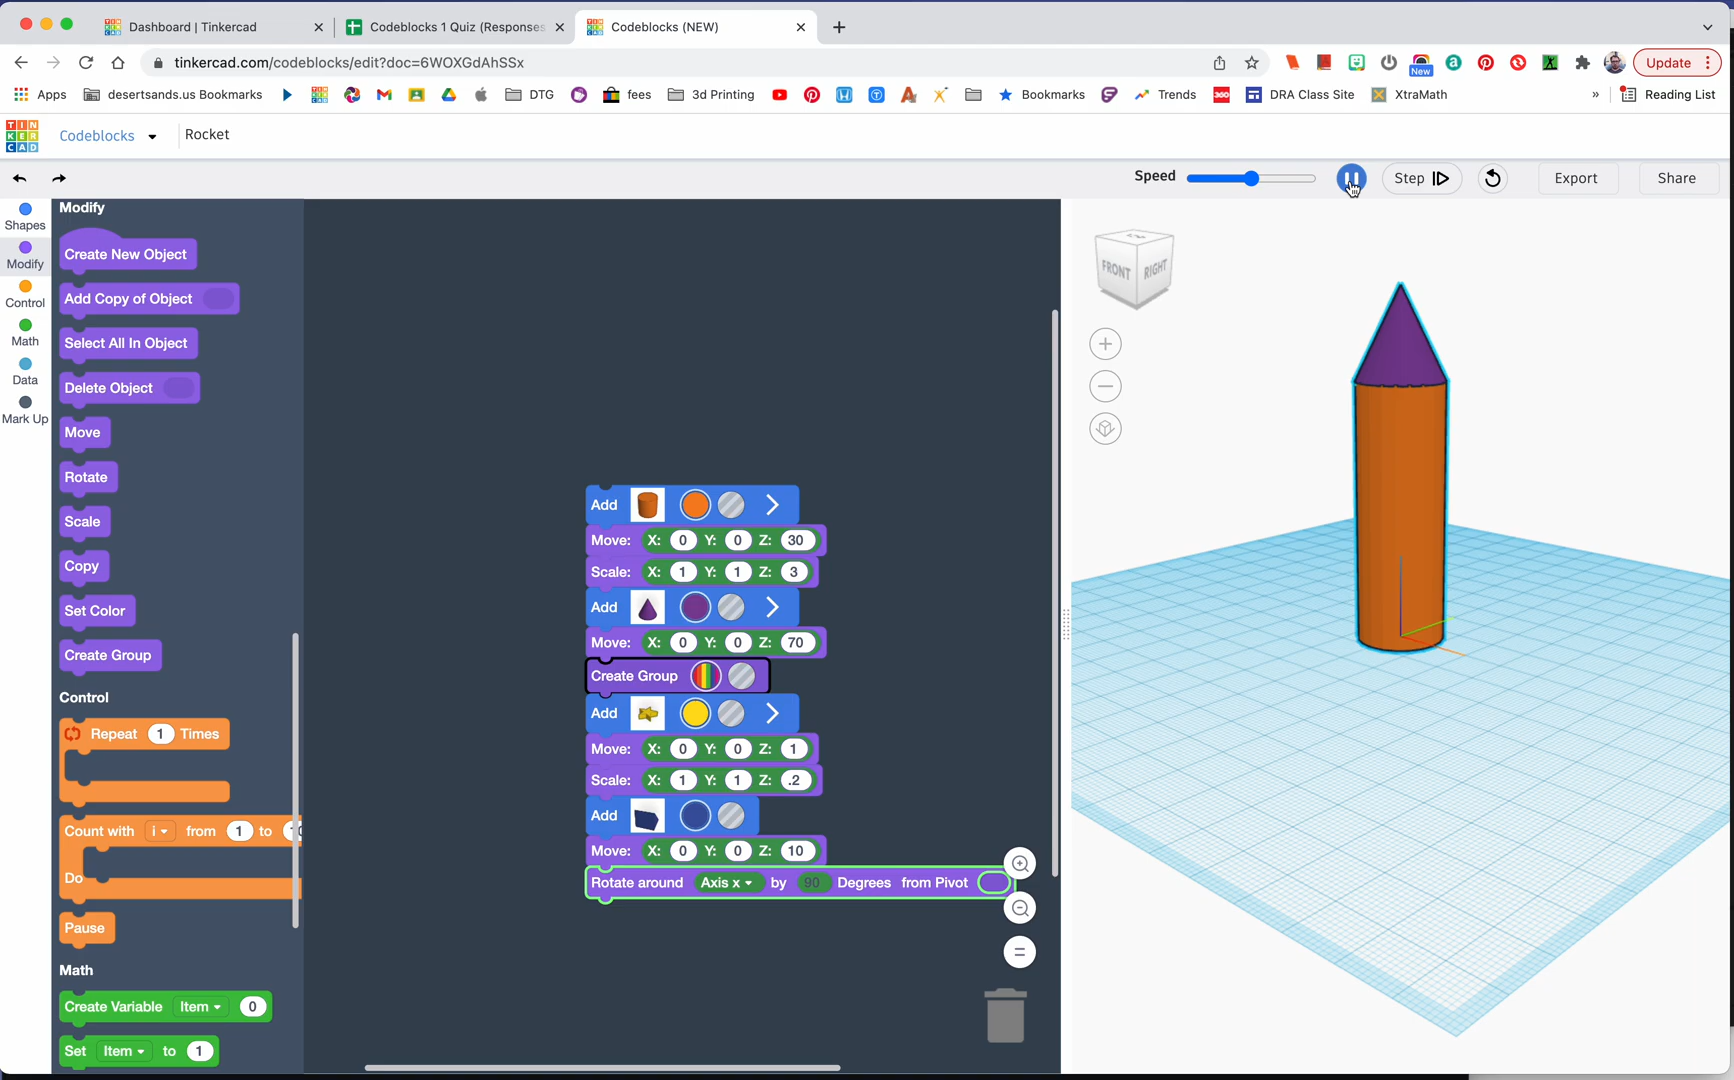 Dashboard | Tinkercad
Codeblocks 1 Quiz (Responses
Codeblocks (NEW)
tinkercad.com/codeblocks/edit?doc=6WOXGdAhSSx
New
Update
Apps
desertsands.us Bookmarks
DTG
fees
3d Printing
Bookmarks
Trends
360
DRA Class Site
XtraMath
»
Reading List
TIN
KER
CAD
Codeblocks
Rocket
Speed
Step
Export
Share
Shapes
Modify
Control
Math
Data
Mark Up
Modify
Create New Object
Add Copy of Object
Select All In Object
Delete Object
Move
Rotate
Scale
Copy
Set Color
Create Group
Control
Repeat 1 Times
Count with i from 1 to
Do
Pause
Math
Create Variable Item 0
Set Item to 1
Add
Move: X: 0 Y: 0 Z: 30
Scale: X: 1 Y: 1 Z: 3
Add
Move: X: 0 Y: 0 Z: 70
Create Group
Add
Move: X: 0 Y: 0 Z: 1
Scale: X: 1 Y: 1 Z: .2
Add
Move: X: 0 Y: 0 Z: 10
Rotate around Axis x by 90 Degrees from Pivot
FRONT
RIGHT